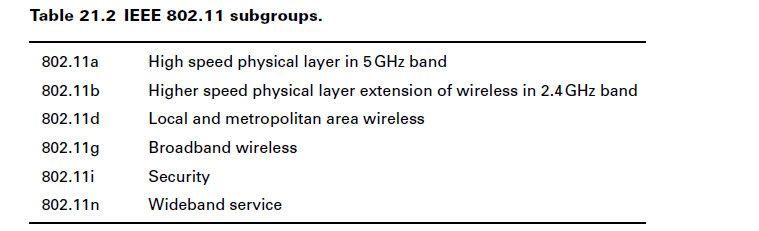 Table 21.2 IEEE 802.11 subgroups.
802.11a High speed physical layer in 5 GHz band
802.11b Higher speed physical layer extension of wireless in 2.4 GHz band
802.11d Local and metropolitan area wireless
802.11g Broadband wireless
802.11i Security
802.11n Wideband service